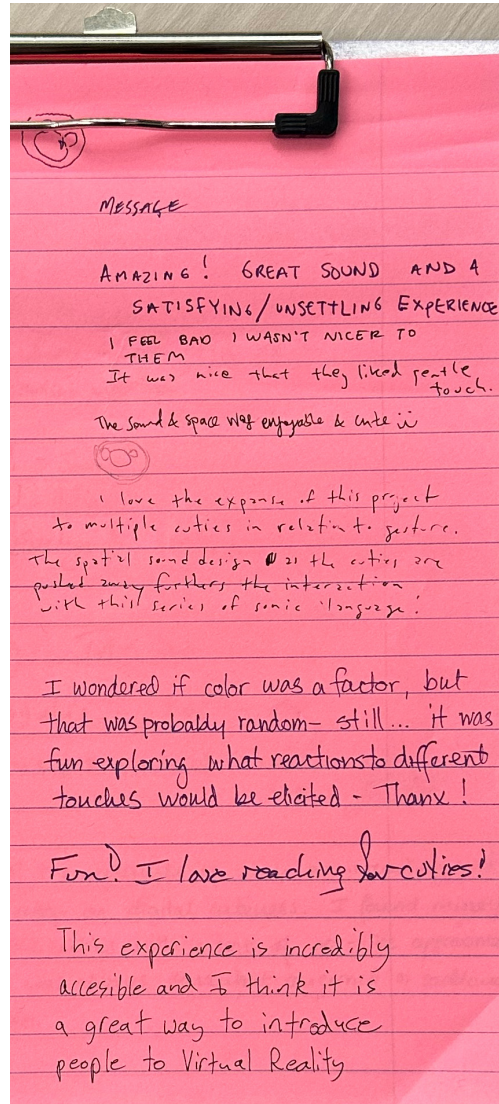 MESSAGE
AMAZING! GREAT SOUND AND A
SATISFYING/UNSETTLING EXPERIENCE
I FEEL BAD I WASN'T NICER TO
THEM
It was nice that they liked gentle
touch.
The sound & space was enjoyable & cute ü
I love the expanse of this project
to multiple cuties in relation to gesture.
The spatial sound design as the cuties are
pushed away furthers the interaction
with this series of sonic language!
I wondered if color was a factor, but
that was probaldy random- still... it was
fun exploring what reactions to different
touches would be elicited - Thanx!
Fun! I love reaching for cuties!
This experience is incredibly
accesible and I think it is
a great way to introduce
people to Virtual Reality